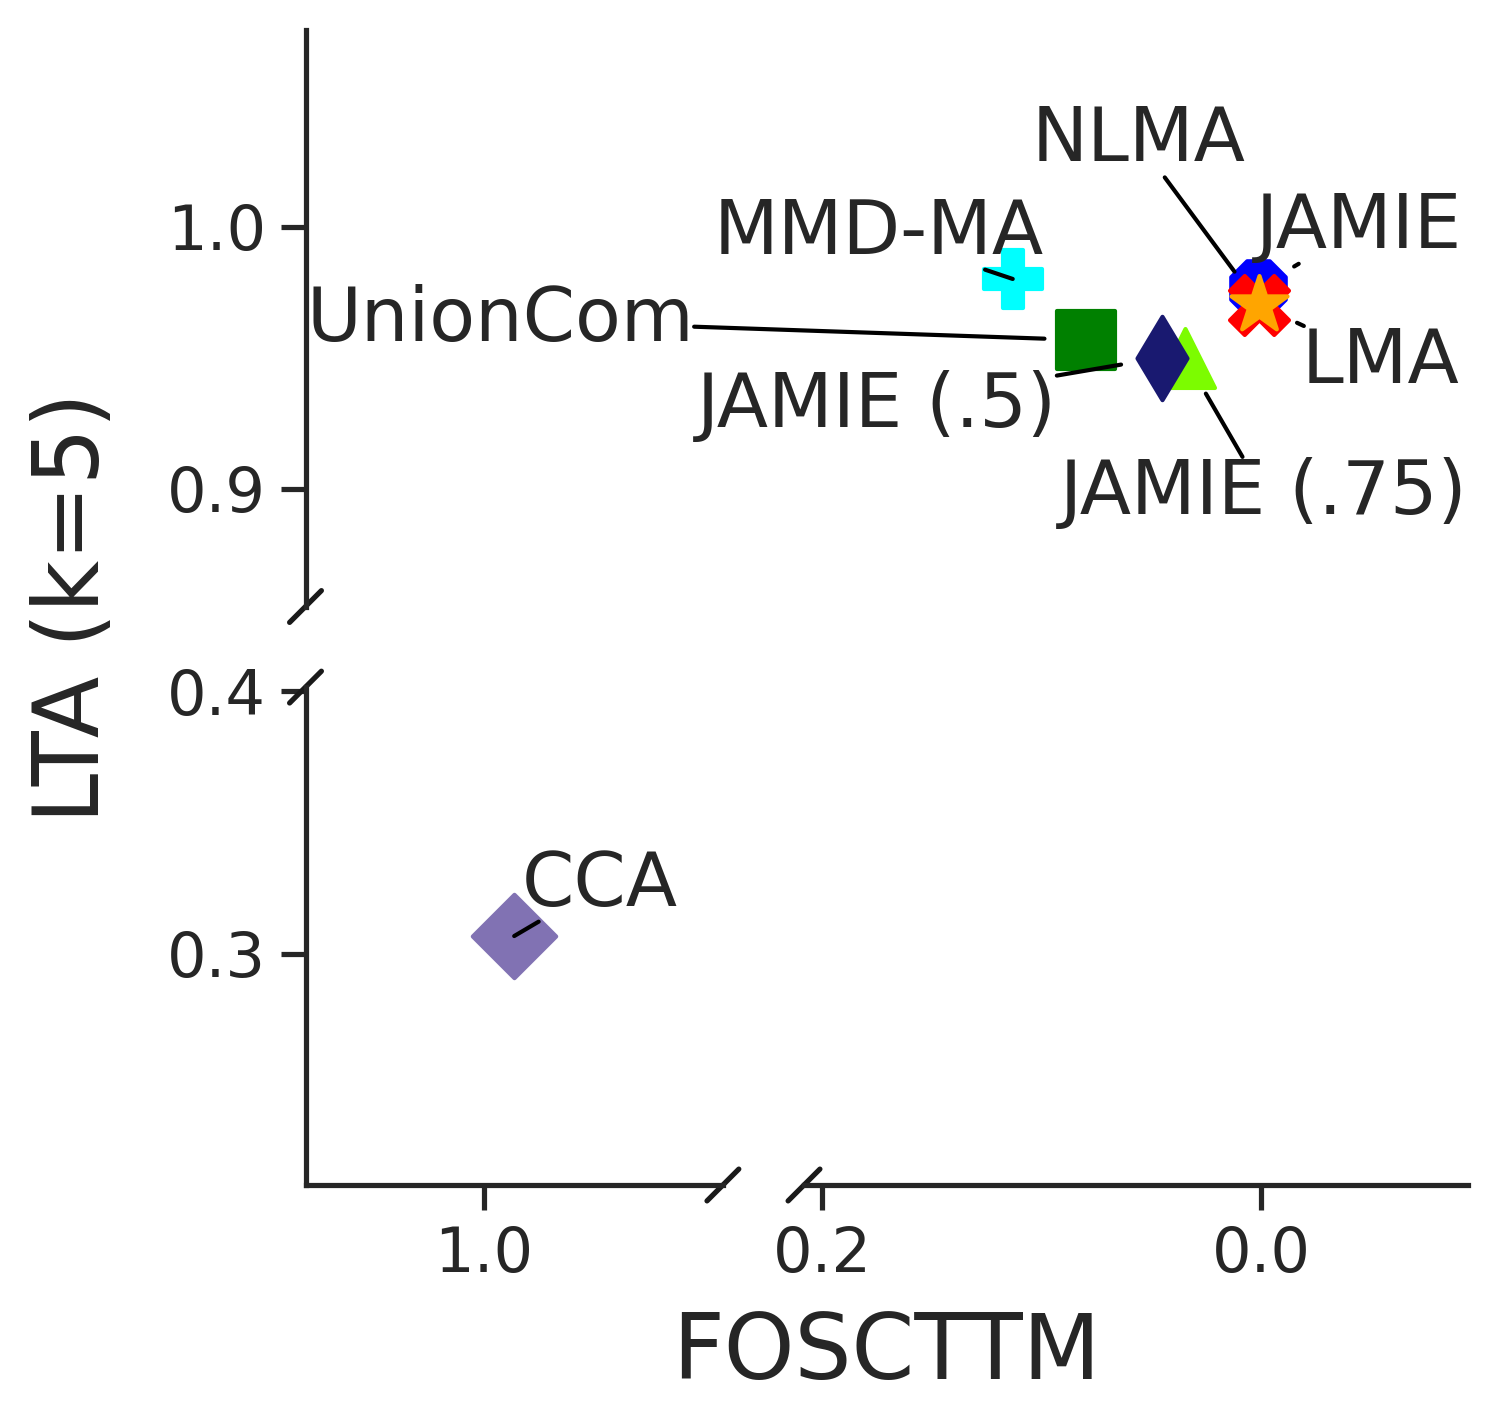 NLMA
JAMIE
MMD-MA
UnionCom
LMA
JAMIE (.5)
JAMIE (.75)
CCA
LTA (k=5)
1.0
0.9
0.4
0.3
1.0
0.2
0.0
FOSCTTM